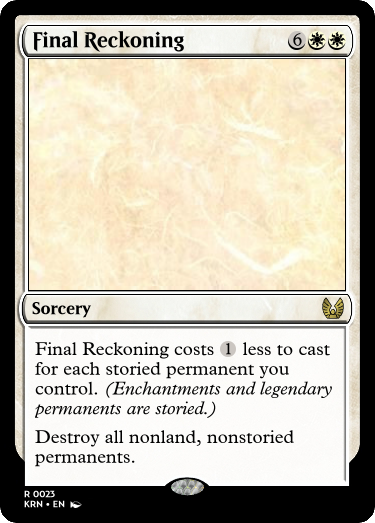 Final Reckoning 6
Sorcery
Final Reckoning costs 1 less to cast
for each storied permanent you
control. (Enchantments and legendary
permanents are storied.)
Destroy all nonland, nonstoried
permanents.
R 0023
KRN • EN